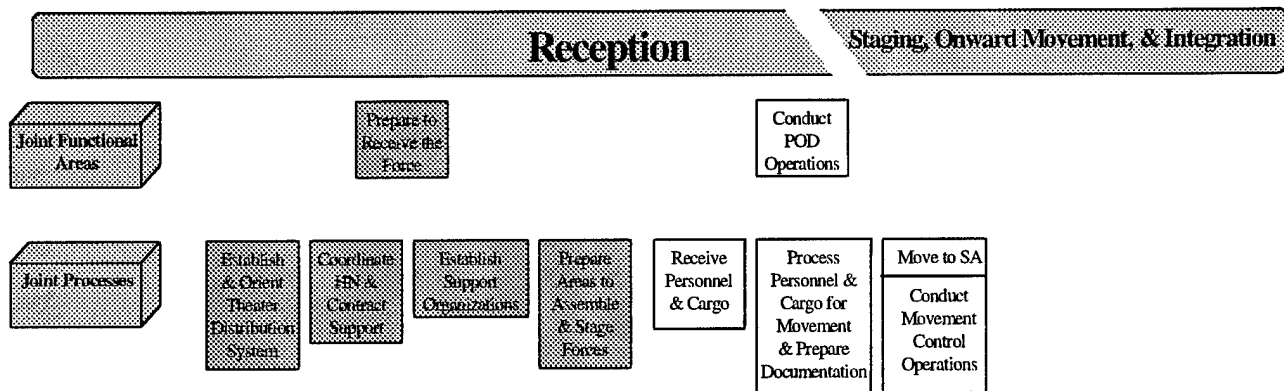 Reception
Staging, Onward Movement, & Integration
Joint Functional
Areas
Prepare to
Receive the
Force
Conduct
POD
Operations
Joint Processes
Establish
& Orient
Theater
Distribution
System
Coordinate
HN &
Contract
Support
Establish
Support
Organizations
Prepare
Areas to
Assemble
& Stage
Forces
Receive
Personnel
& Cargo
Process
Personnel &
Cargo for
Movement
& Prepare
Documentation
Move to SA
Conduct
Movement
Control
Operations